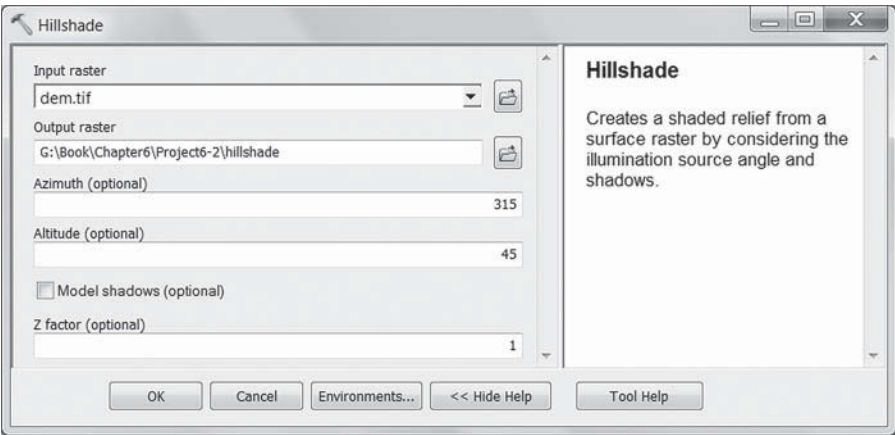 Hillshade
Input raster
dem.tif
Output raster
G:\Book\Chapter6\Project6-2\hillshade
Azimuth (optional)
315
Altitude (optional)
45
Model shadows (optional)
Z factor (optional)
1
Hillshade
Creates a shaded relief from a
surface raster by considering the
illumination source angle and
shadows.
OK
Cancel
Environments...
<< Hide Help
Tool Help